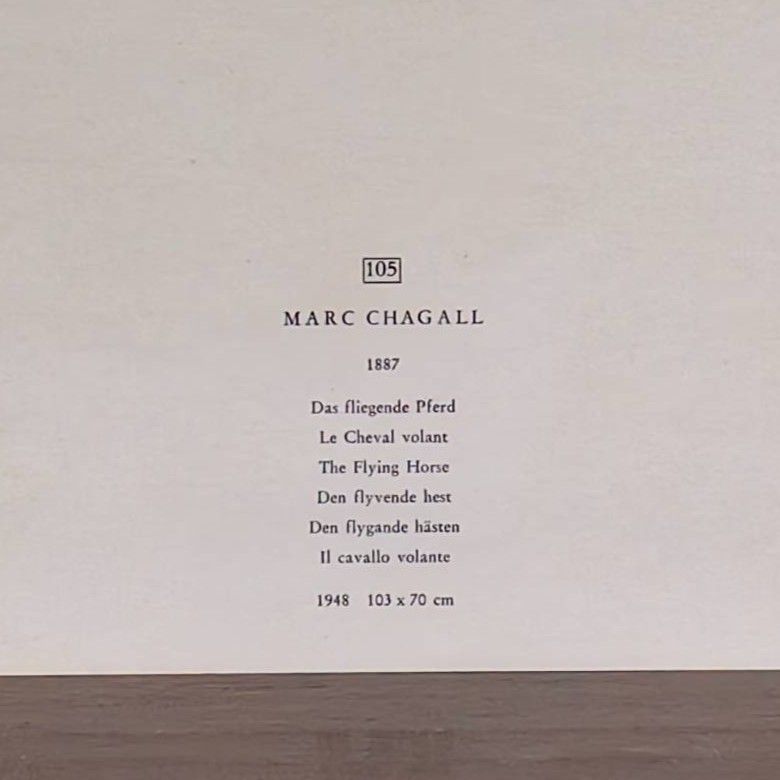 105
MARC CHAGALL
1887
Das fliegende Pferd
Le Cheval volant
The Flying Horse
Den flyvende hest
Den flygande hästen
Il cavallo volante
1948 103 x 70 cm